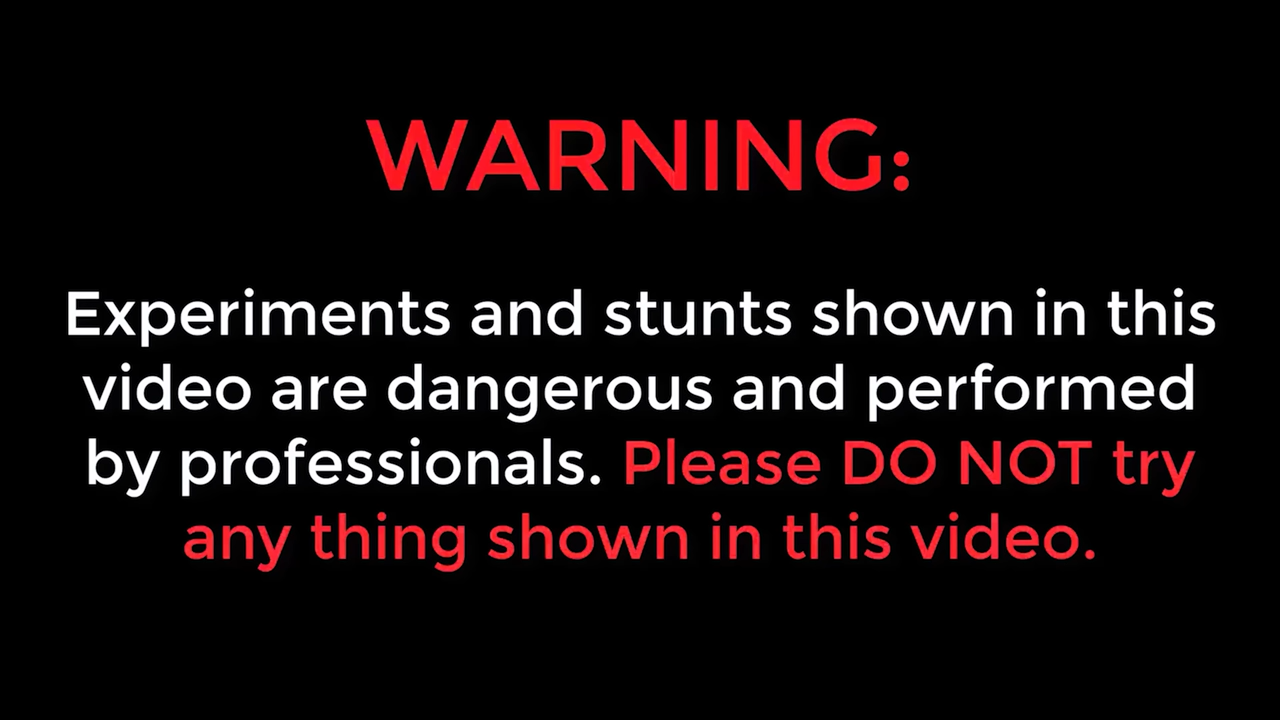 WARNING:
Experiments and stunts shown in this
video are dangerous and performed
by professionals. Please DO NOT try
any thing shown in this video.